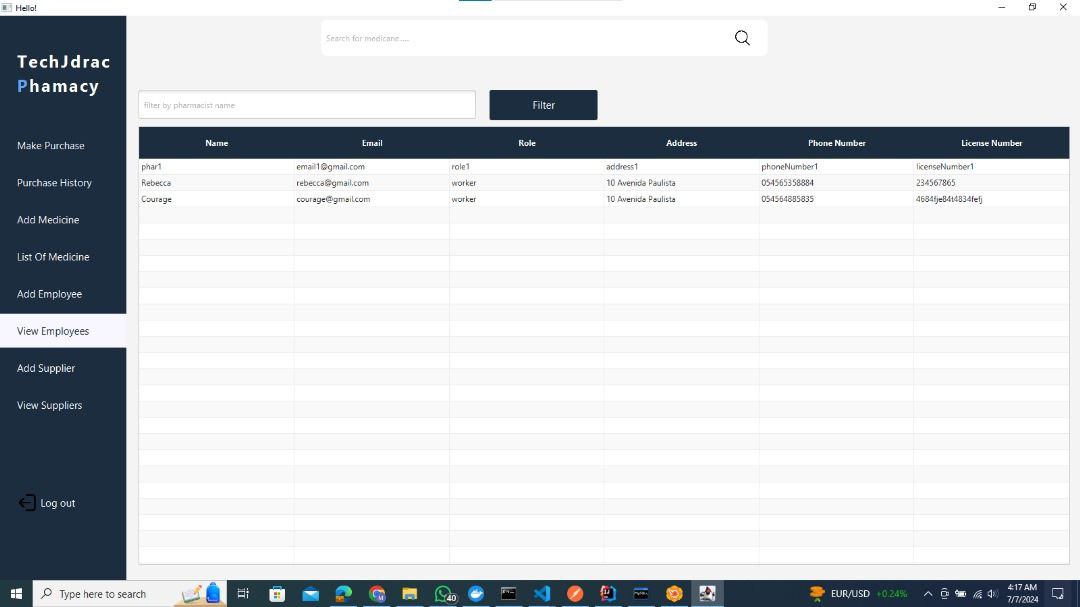 Hello!
TechJdrac
Phamacy
Search for medicane.....
filter by pharmacist name
Filter
Make Purchase
Purchase History
Add Medicine
List Of Medicine
Add Employee
View Employees
Add Supplier
View Suppliers
Log out
Name Email Role Address Phone Number License Number
phar1 email1@gmail.com role1 address1 phoneNumber1 licenseNumber1
Rebecca rebecca@gmail.com worker 10 Avenida Paulista 054565358884 234567865
Courage courage@gmail.com worker 10 Avenida Paulista 054564885835 4684fje84t4834fefj
Type here to search
40
EUR/USD +0.24%
4:17 AM
7/7/2024